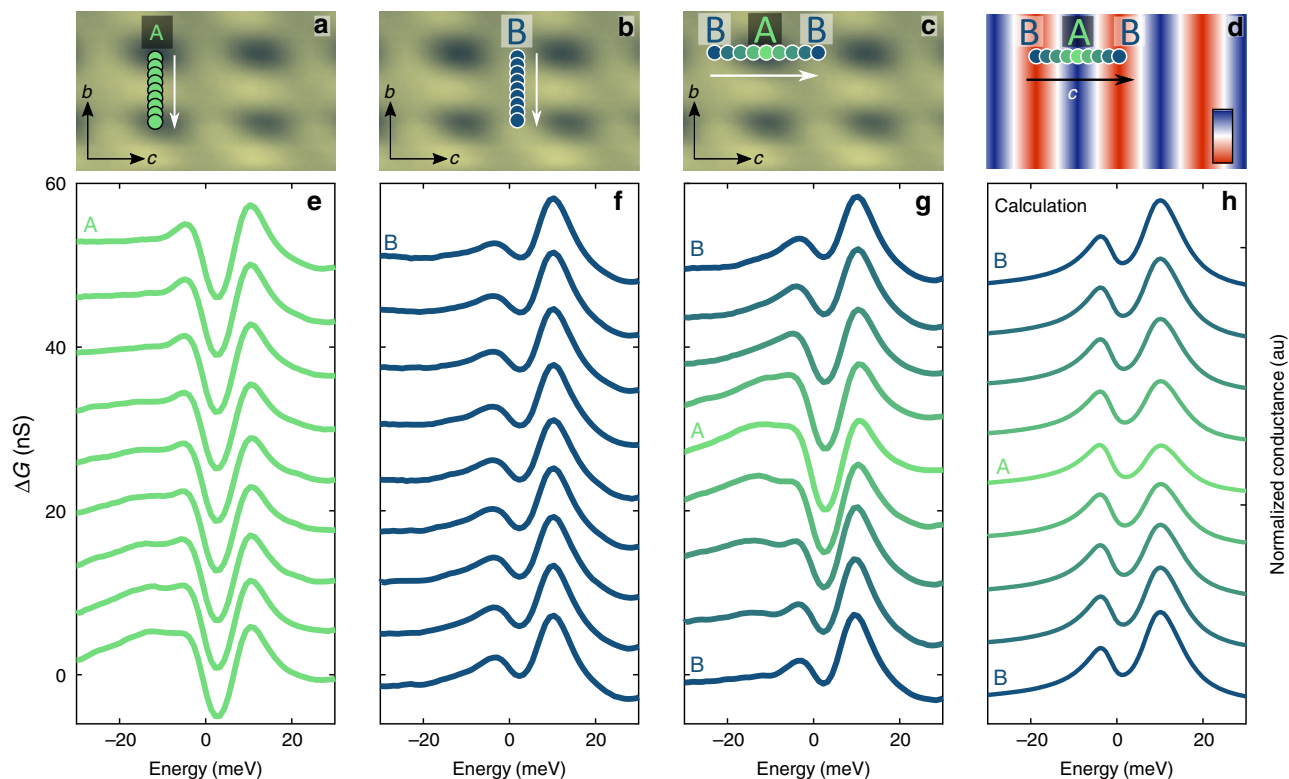 A
a
b
c
B
b
b
c
B A B
c
b
c
B A B
d
c
60
40
20
0
ΔG (nS)
A
e
B
f
B
g
A
B
Calculation
h
B
A
B
Normalized conductance (au)
−20 0 20
−20 0 20
−20 0 20
−20 0 20
Energy (meV)
Energy (meV)
Energy (meV)
Energy (meV)